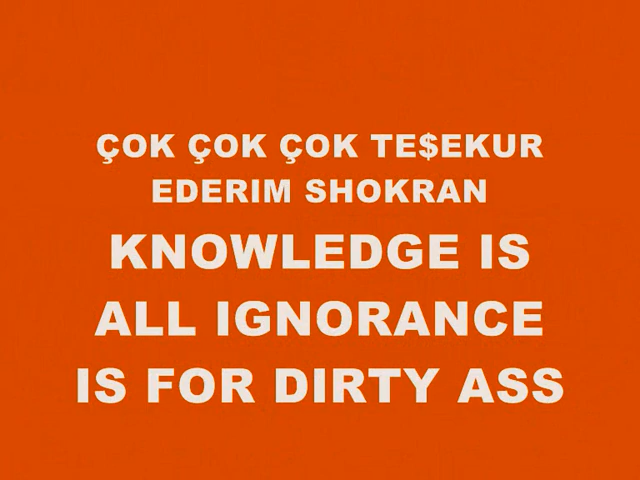 ÇOK ÇOK ÇOK TE$EKUR
EDERIM SHOKRAN
KNOWLEDGE IS
ALL IGNORANCE
IS FOR DIRTY ASS